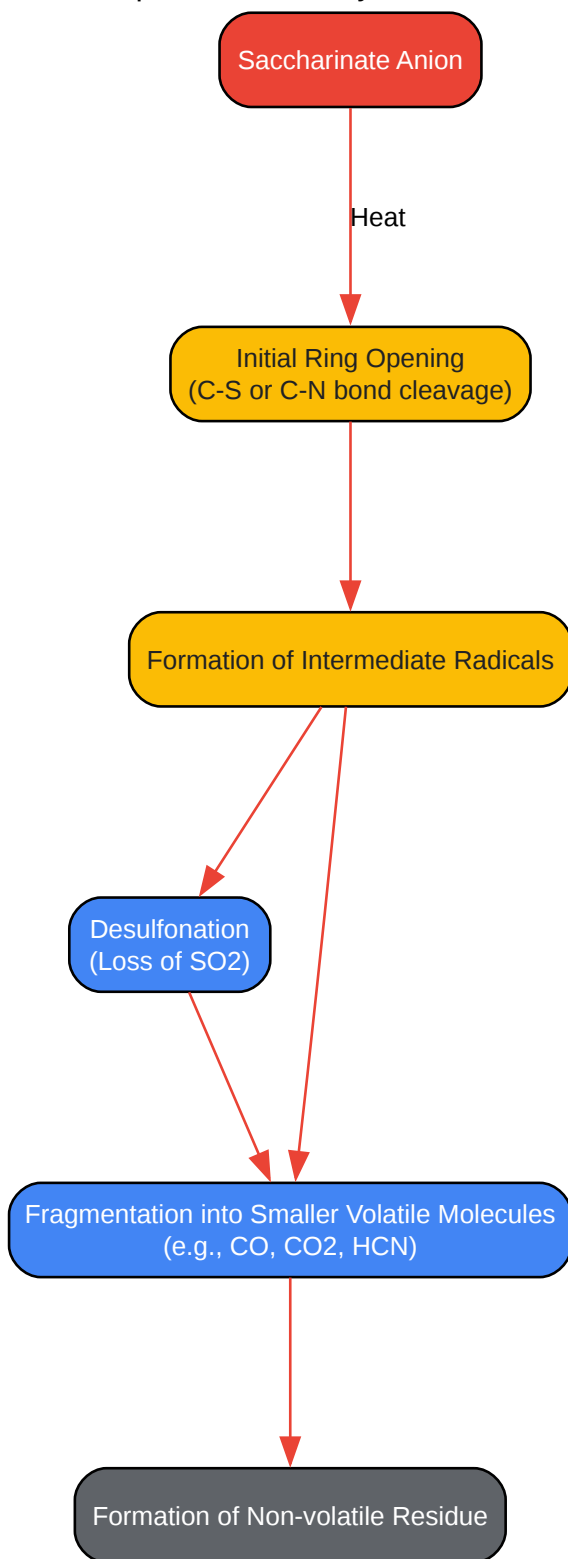 Saccharinate Anion
Heat
Initial Ring Opening
(C-S or C-N bond cleavage)
Formation of Intermediate Radicals
Desulfonation
(Loss of SO2)
Fragmentation into Smaller Volatile Molecules
(e.g., CO, CO2, HCN)
Formation of Non-volatile Residue